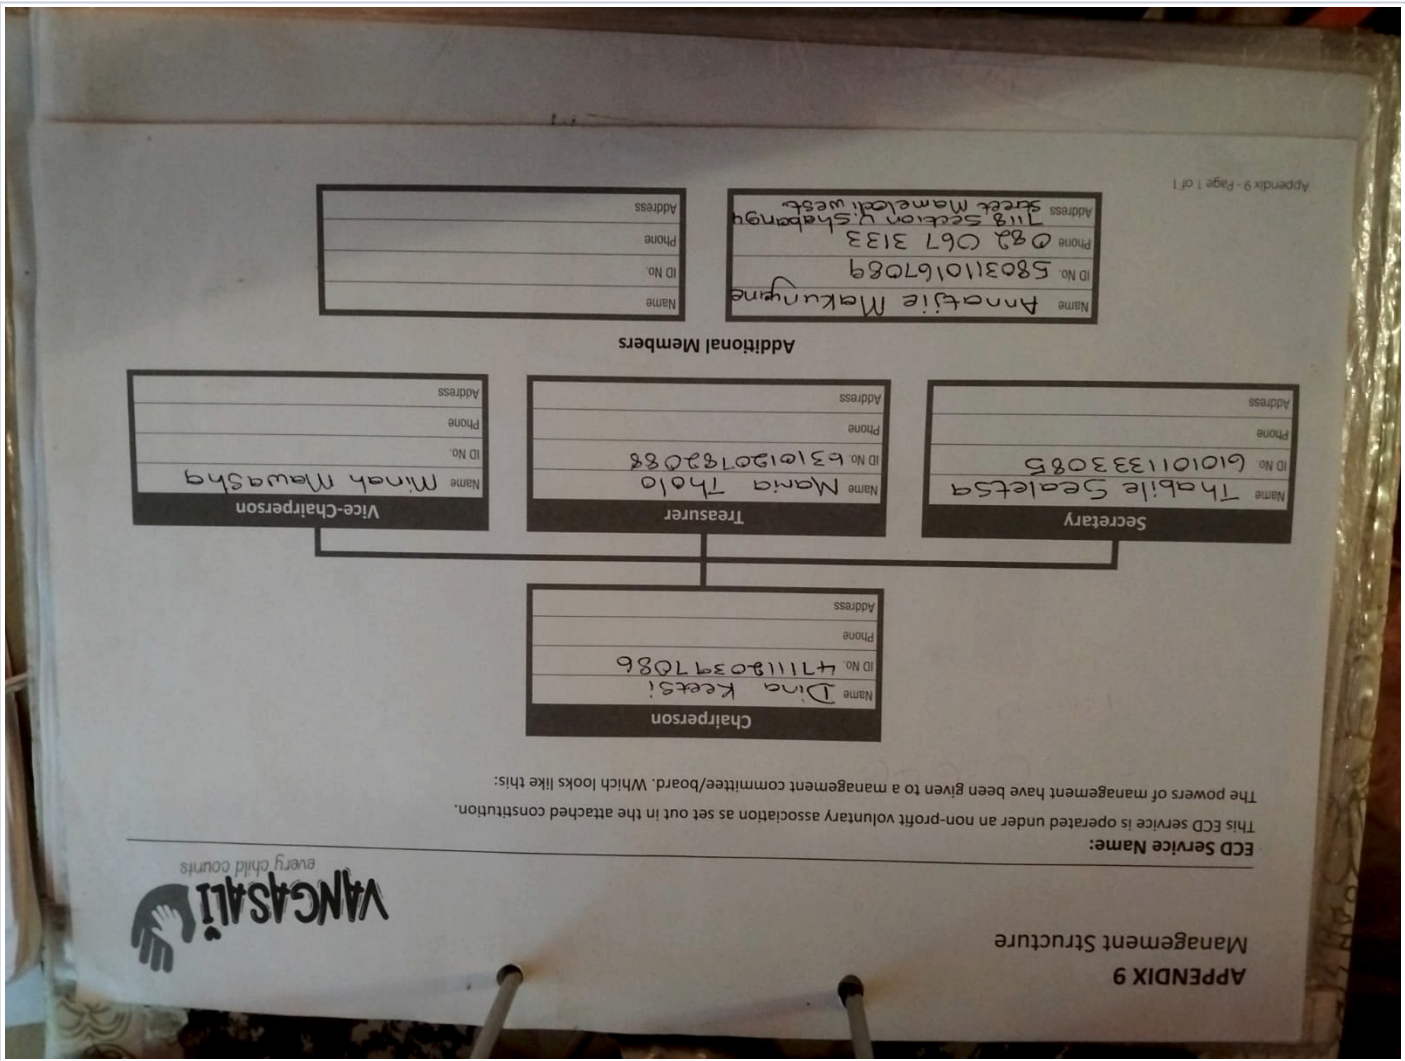 APPENDIX 9
Management Structure
VANGASALI
every child counts
ECD Service Name:
This ECD service is operated under an non-profit voluntary association as set out in the attached constitution.
The powers of management have been given to a management committee/board. Which looks like this:
Chairperson
Name Dina Keetsi
ID No. 4711120397086
Phone
Address
Secretary
Name Thabile Sealetsa
ID No. 6101011333085
Phone
Address
Treasurer
Name Maria Tholo
ID No. 6310120782088
Phone
Address
Vice-Chairperson
Name Minah Mawasha
ID No.
Phone
Address
Additional Members
Name Annatjie Makunyane
ID No. 5803110167089
Phone 082 067 3133
Address 7118 section U Shabangu
street Mamelodi west
Name
ID No.
Phone
Address
Appendix 9 - Page 1 of 1